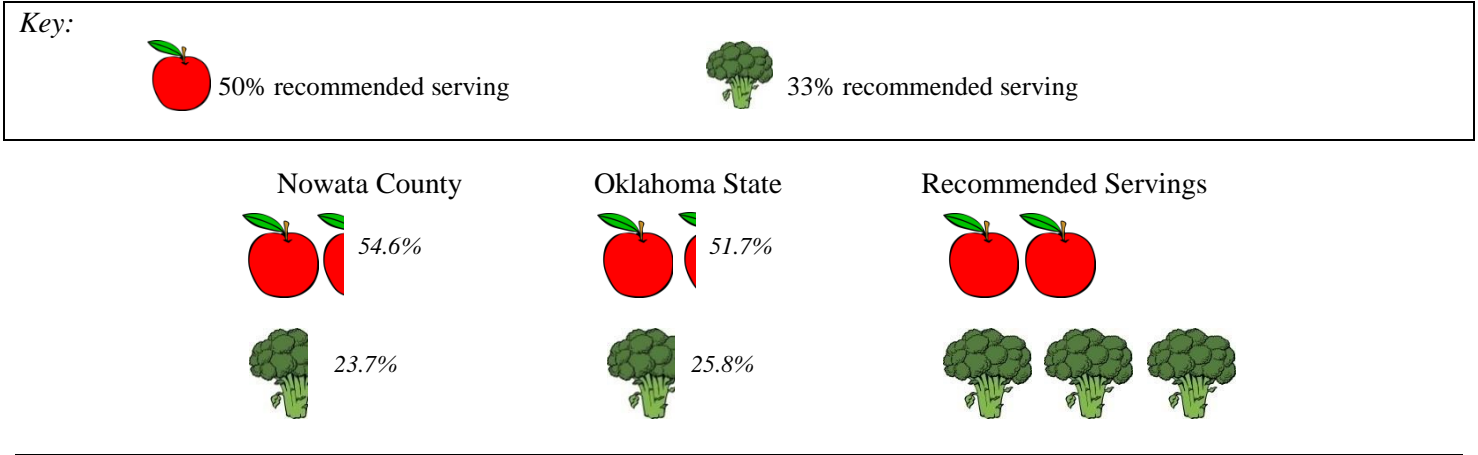 Key:
50% recommended serving 33% recommended serving
Nowata County Oklahoma State Recommended Servings
54.6% 51.7%
23.7% 25.8%